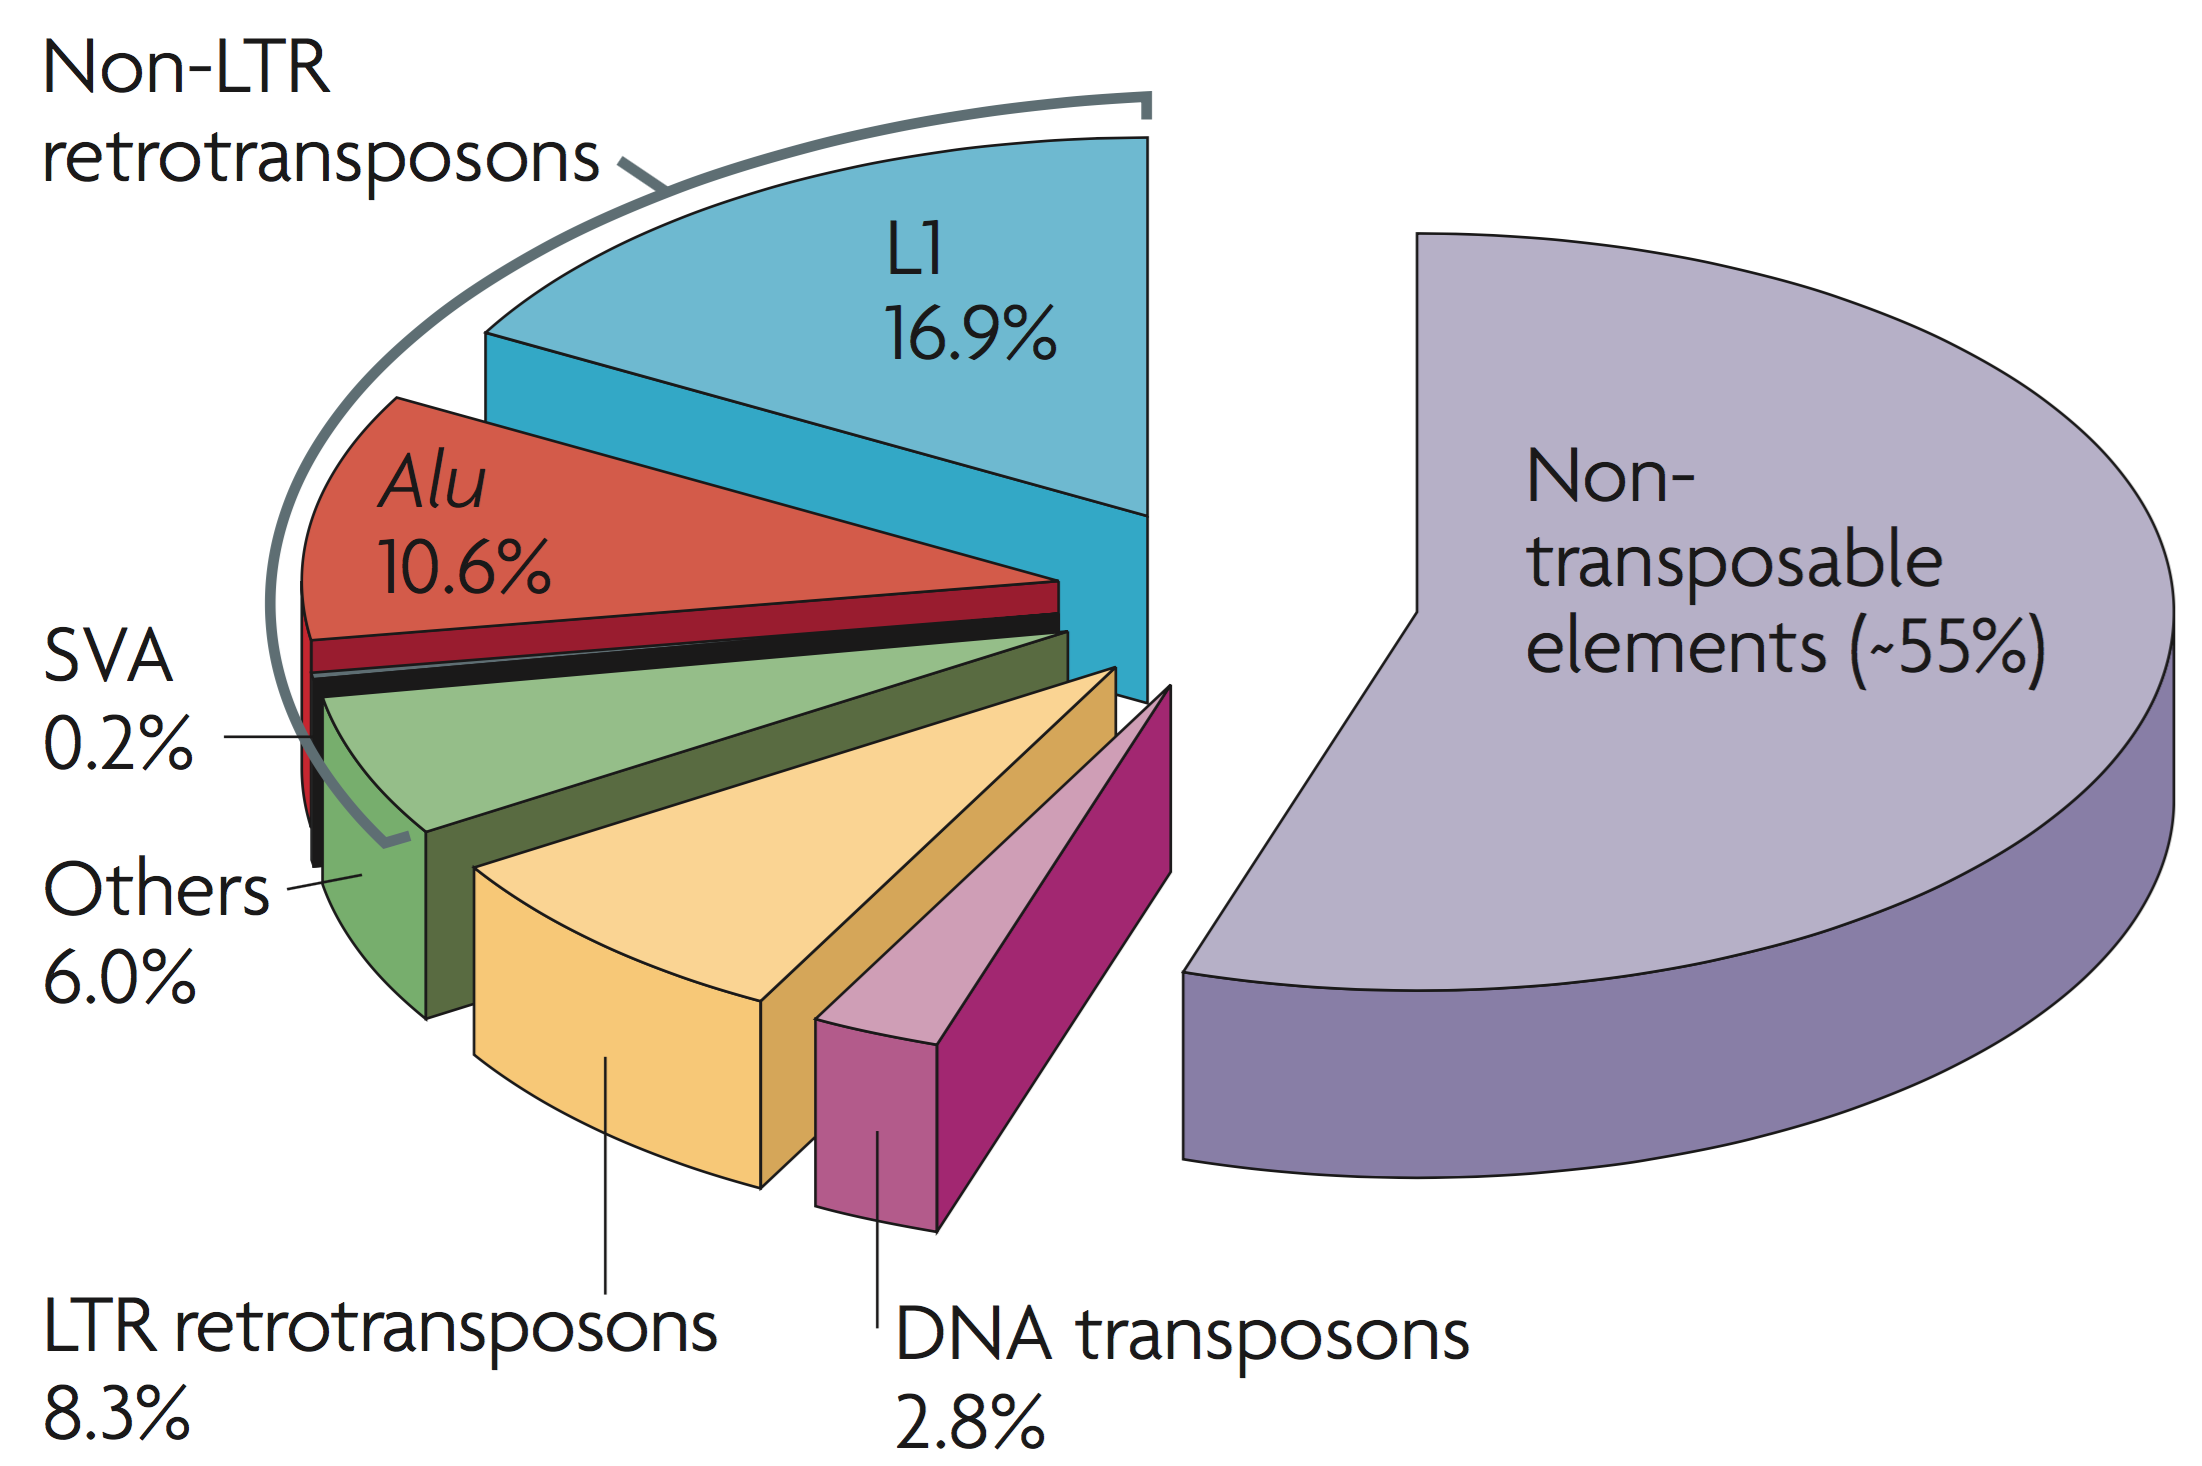 Non-LTR
retrotransposons
L1
16.9%
Alu
10.6%
Non-
transposable
elements (~55%)
SVA
0.2%
Others
6.0%
LTR retrotransposons
8.3%
DNA transposons
2.8%